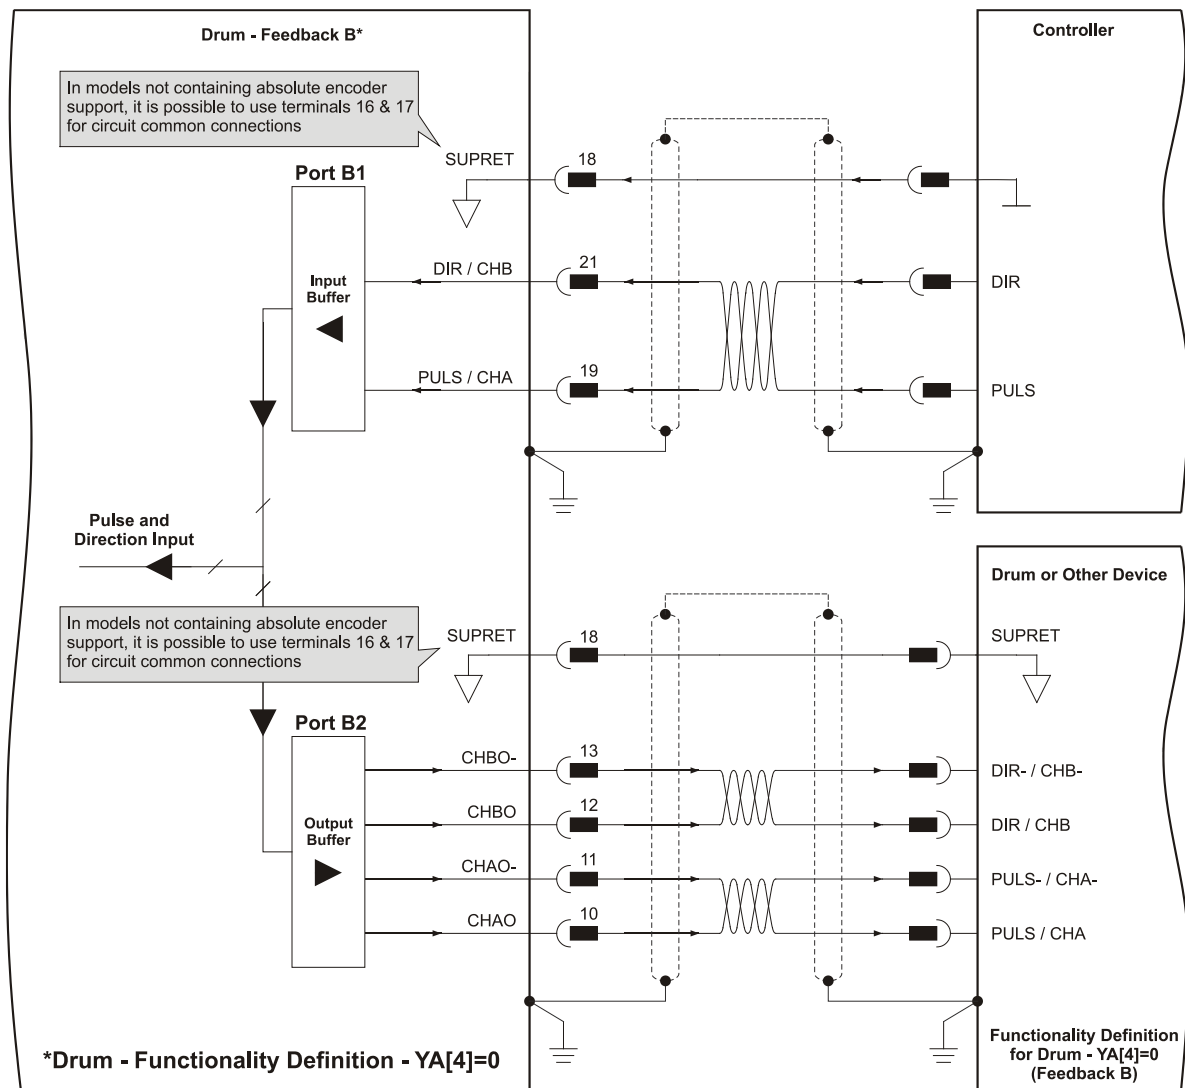 Drum - Feedback B*
Controller
In models not containing absolute encoder
support, it is possible to use terminals 16 & 17
for circuit common connections
SUPRET
18
Port B1
DIR / CHB
21
DIR
Input
Buffer
PULS / CHA
19
PULS
Pulse and
Direction Input
Drum or Other Device
In models not containing absolute encoder
support, it is possible to use terminals 16 & 17
for circuit common connections
SUPRET
18
SUPRET
Port B2
CHBO-
13
DIR- / CHB-
CHBO
12
DIR / CHB
Output
Buffer
CHAO-
11
PULS- / CHA-
CHAO
10
PULS / CHA
*Drum - Functionality Definition - YA[4]=0
Functionality Definition
for Drum - YA[4]=0
(Feedback B)